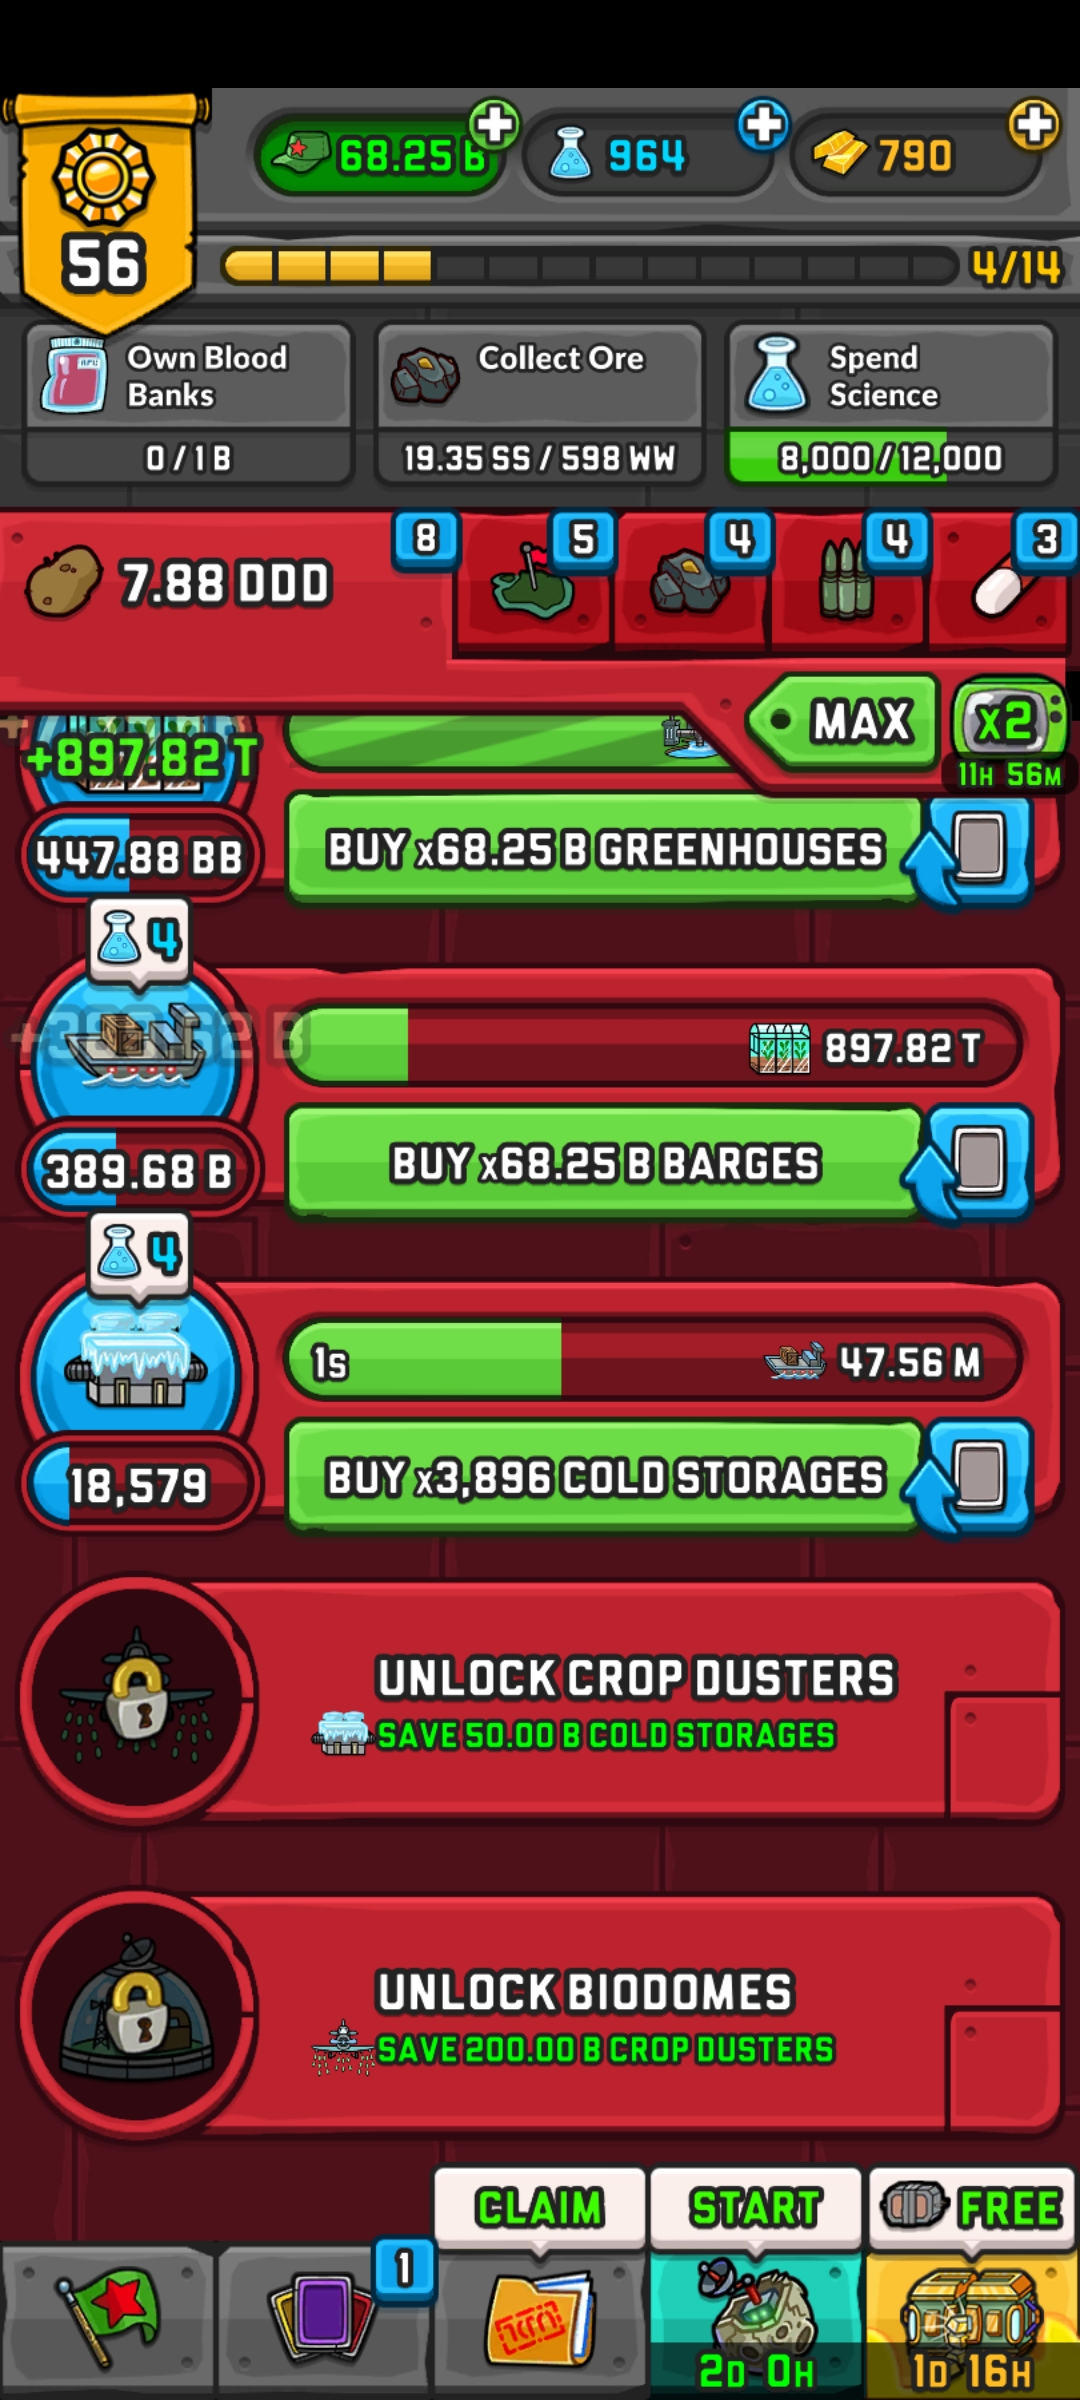 68.25 B
964
790
56
4/14
Own Blood
Banks
0 / 1 B
Collect Ore
19.35 SS / 598 WW
Spend
Science
8,000 / 12,000
7.88 DDD
8
5
4
4
3
MAX
x2
11H 56M
+897.82 T
447.88 BB
BUY x68.25 B GREENHOUSES
4
897.82 T
389.68 B
BUY x68.25 B BARGES
4
1s
47.56 M
18,579
BUY x3,896 COLD STORAGES
UNLOCK CROP DUSTERS
SAVE 50.00 B COLD STORAGES
UNLOCK BIODOMES
SAVE 200.00 B CROP DUSTERS
CLAIM
START
FREE
1
2D 0H
1D 16H